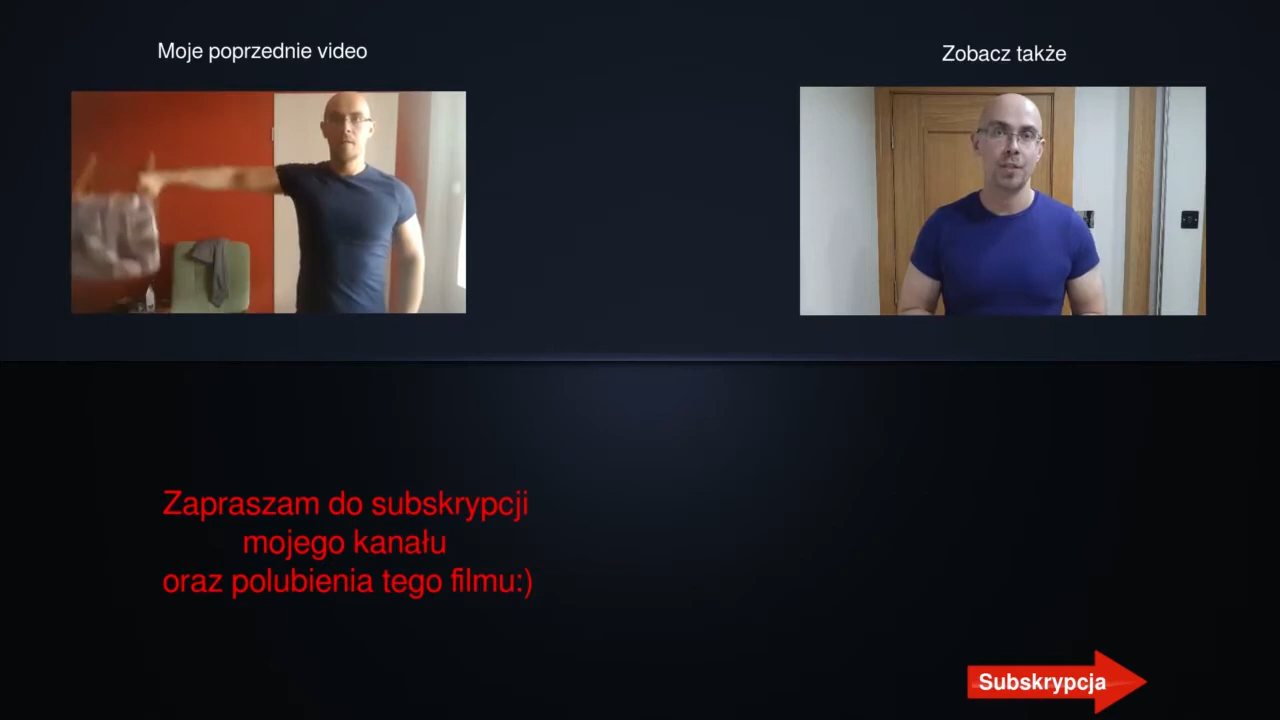 Moje poprzednie video
Zobacz także
Zapraszam do subskrypcji
mojego kanału
oraz polubienia tego filmu:)
Subskrypcja